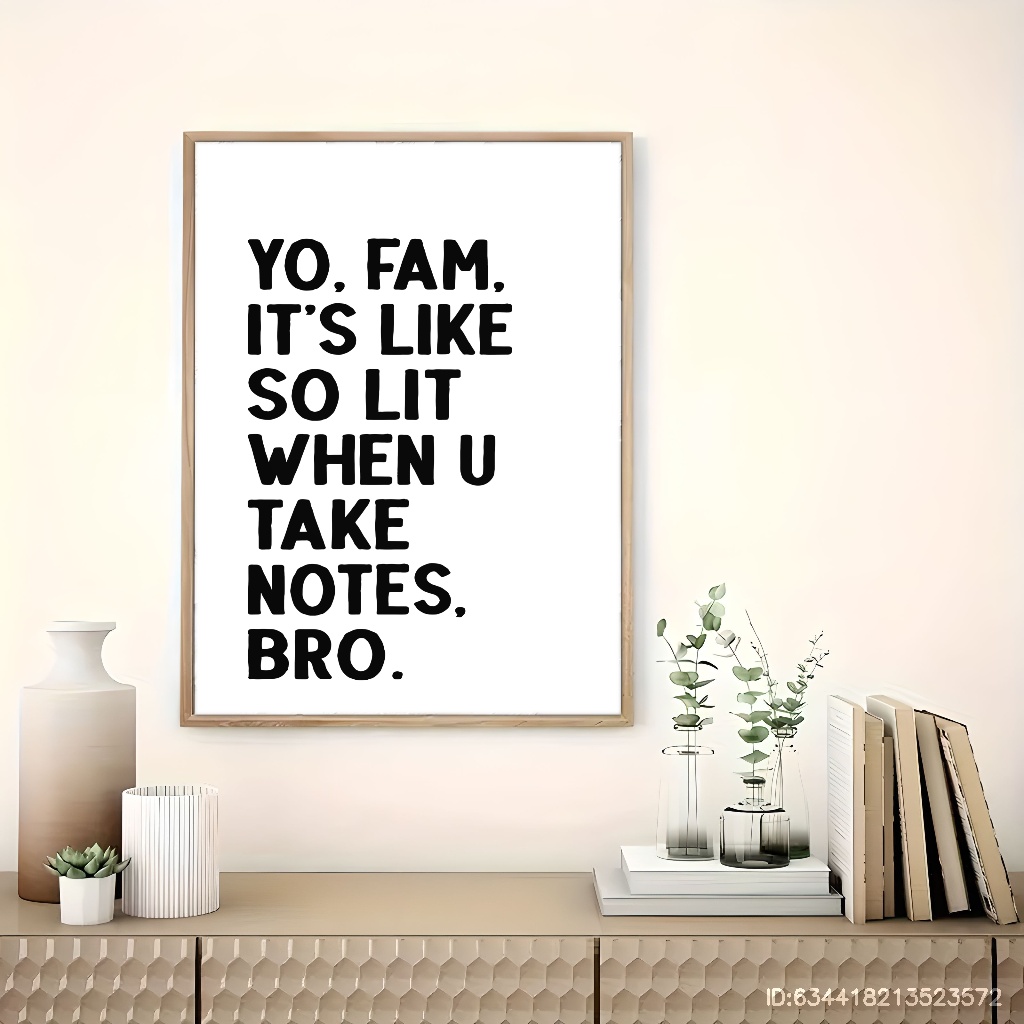 YO, FAM,
IT'S LIKE
SO LIT
WHEN U
TAKE
NOTES,
BRO.
ID:634418213523572